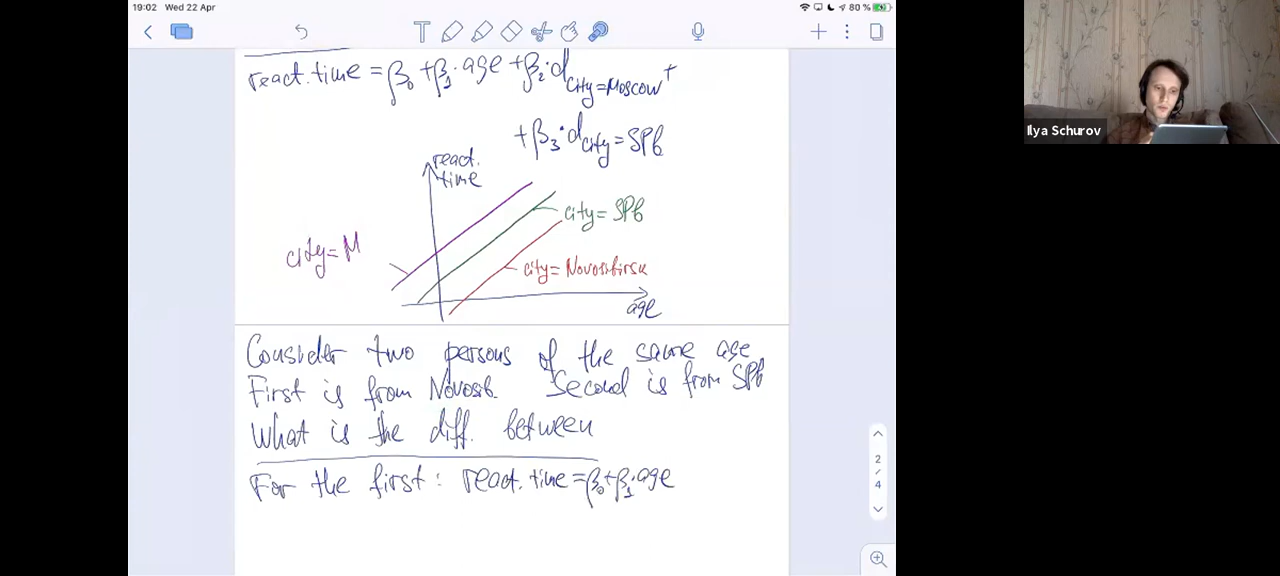 19:02 Wed 22 Apr
80 %
react. time = β₀ + β₁·age + β₂·d city=Moscow +
+ β₃·d city=SPb
react.
time
city=SPb
city=M
city=Novosibirsk
age
Consider two persons of the same age
First is from Novosib. Second is from SPb
What is the diff. between
For the first: react. time = β₀+β₁·age
2
/
4
Ilya Schurov